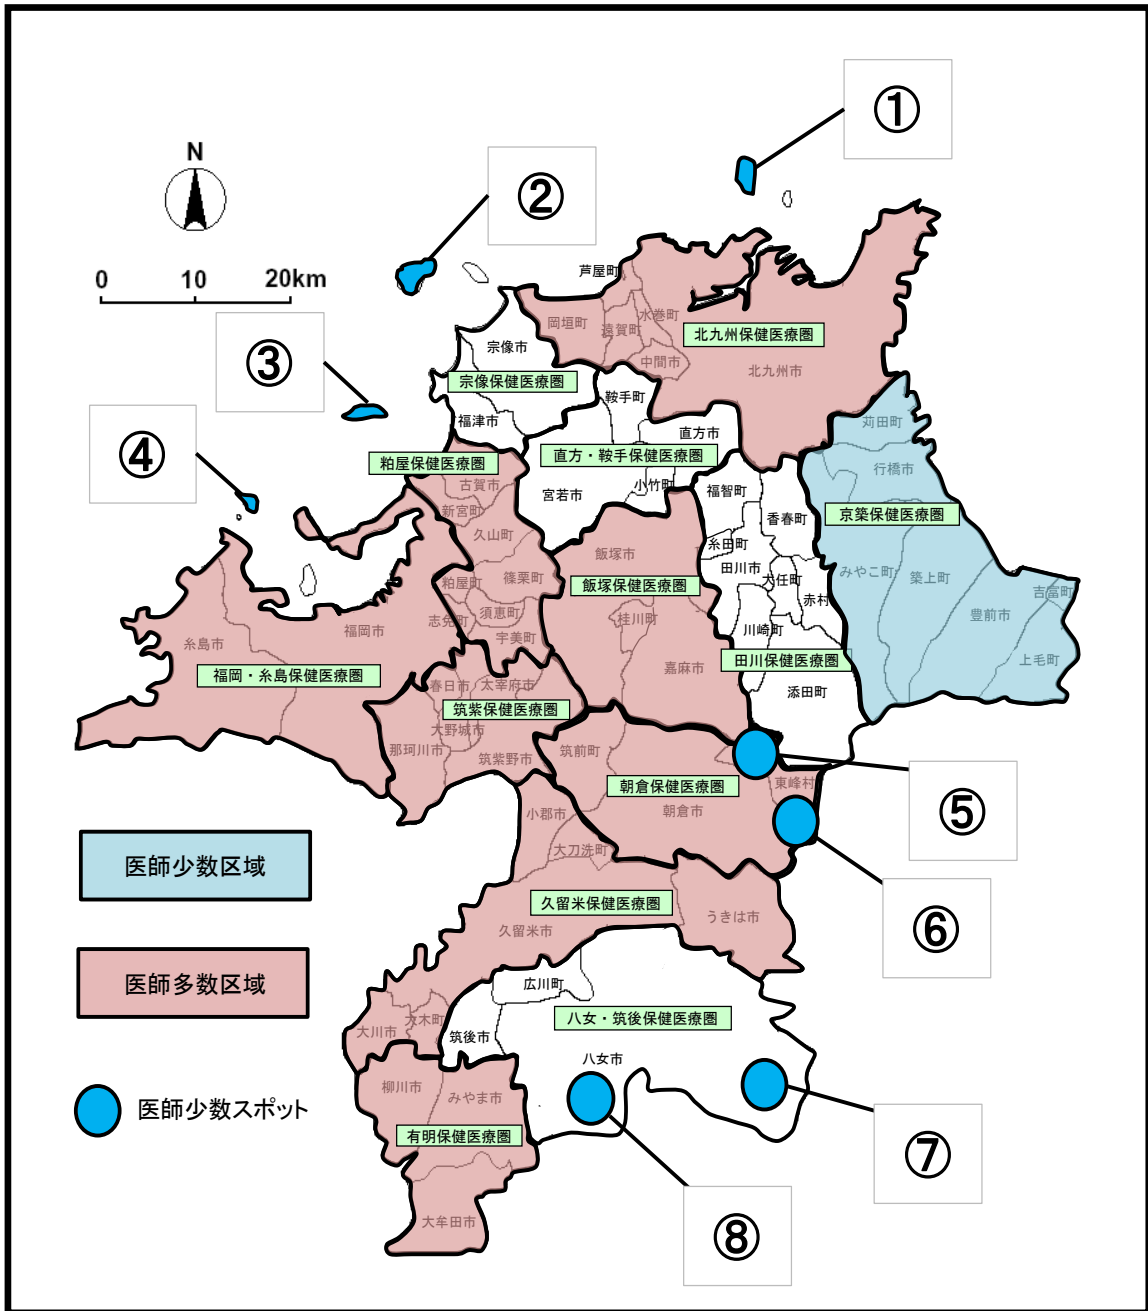 ①
N
②
0 10 20km
芦屋町
岡垣町
遠賀町
水巻町
中間市
北九州保健医療圏
北九州市
③
宗像市
宗像保健医療圏
福津市
鞍手町
直方市
直方・鞍手保健医療圏
小竹町
宮若市
苅田町
行橋市
京築保健医療圏
みやこ町
築上町
豊前市
吉富町
上毛町
④
粕屋保健医療圏
古賀市
新宮町
久山町
粕屋町
篠栗町
志免町
須恵町
宇美町
福智町
香春町
糸田町
田川市
大任町
赤村
川崎町
田川保健医療圏
添田町
飯塚市
飯塚保健医療圏
桂川町
嘉麻市
福岡市
糸島市
福岡・糸島保健医療圏
春日市
太宰府市
筑紫保健医療圏
大野城市
那珂川市
筑紫野市
筑前町
朝倉保健医療圏
朝倉市
東峰村
⑤
小郡市
大刀洗町
久留米保健医療圏
久留米市
うきは市
⑥
医師少数区域
医師多数区域
医師少数スポット
広川町
八女・筑後保健医療圏
筑後市
八女市
大川市
大木町
柳川市
みやま市
有明保健医療圏
大牟田市
⑦
⑧